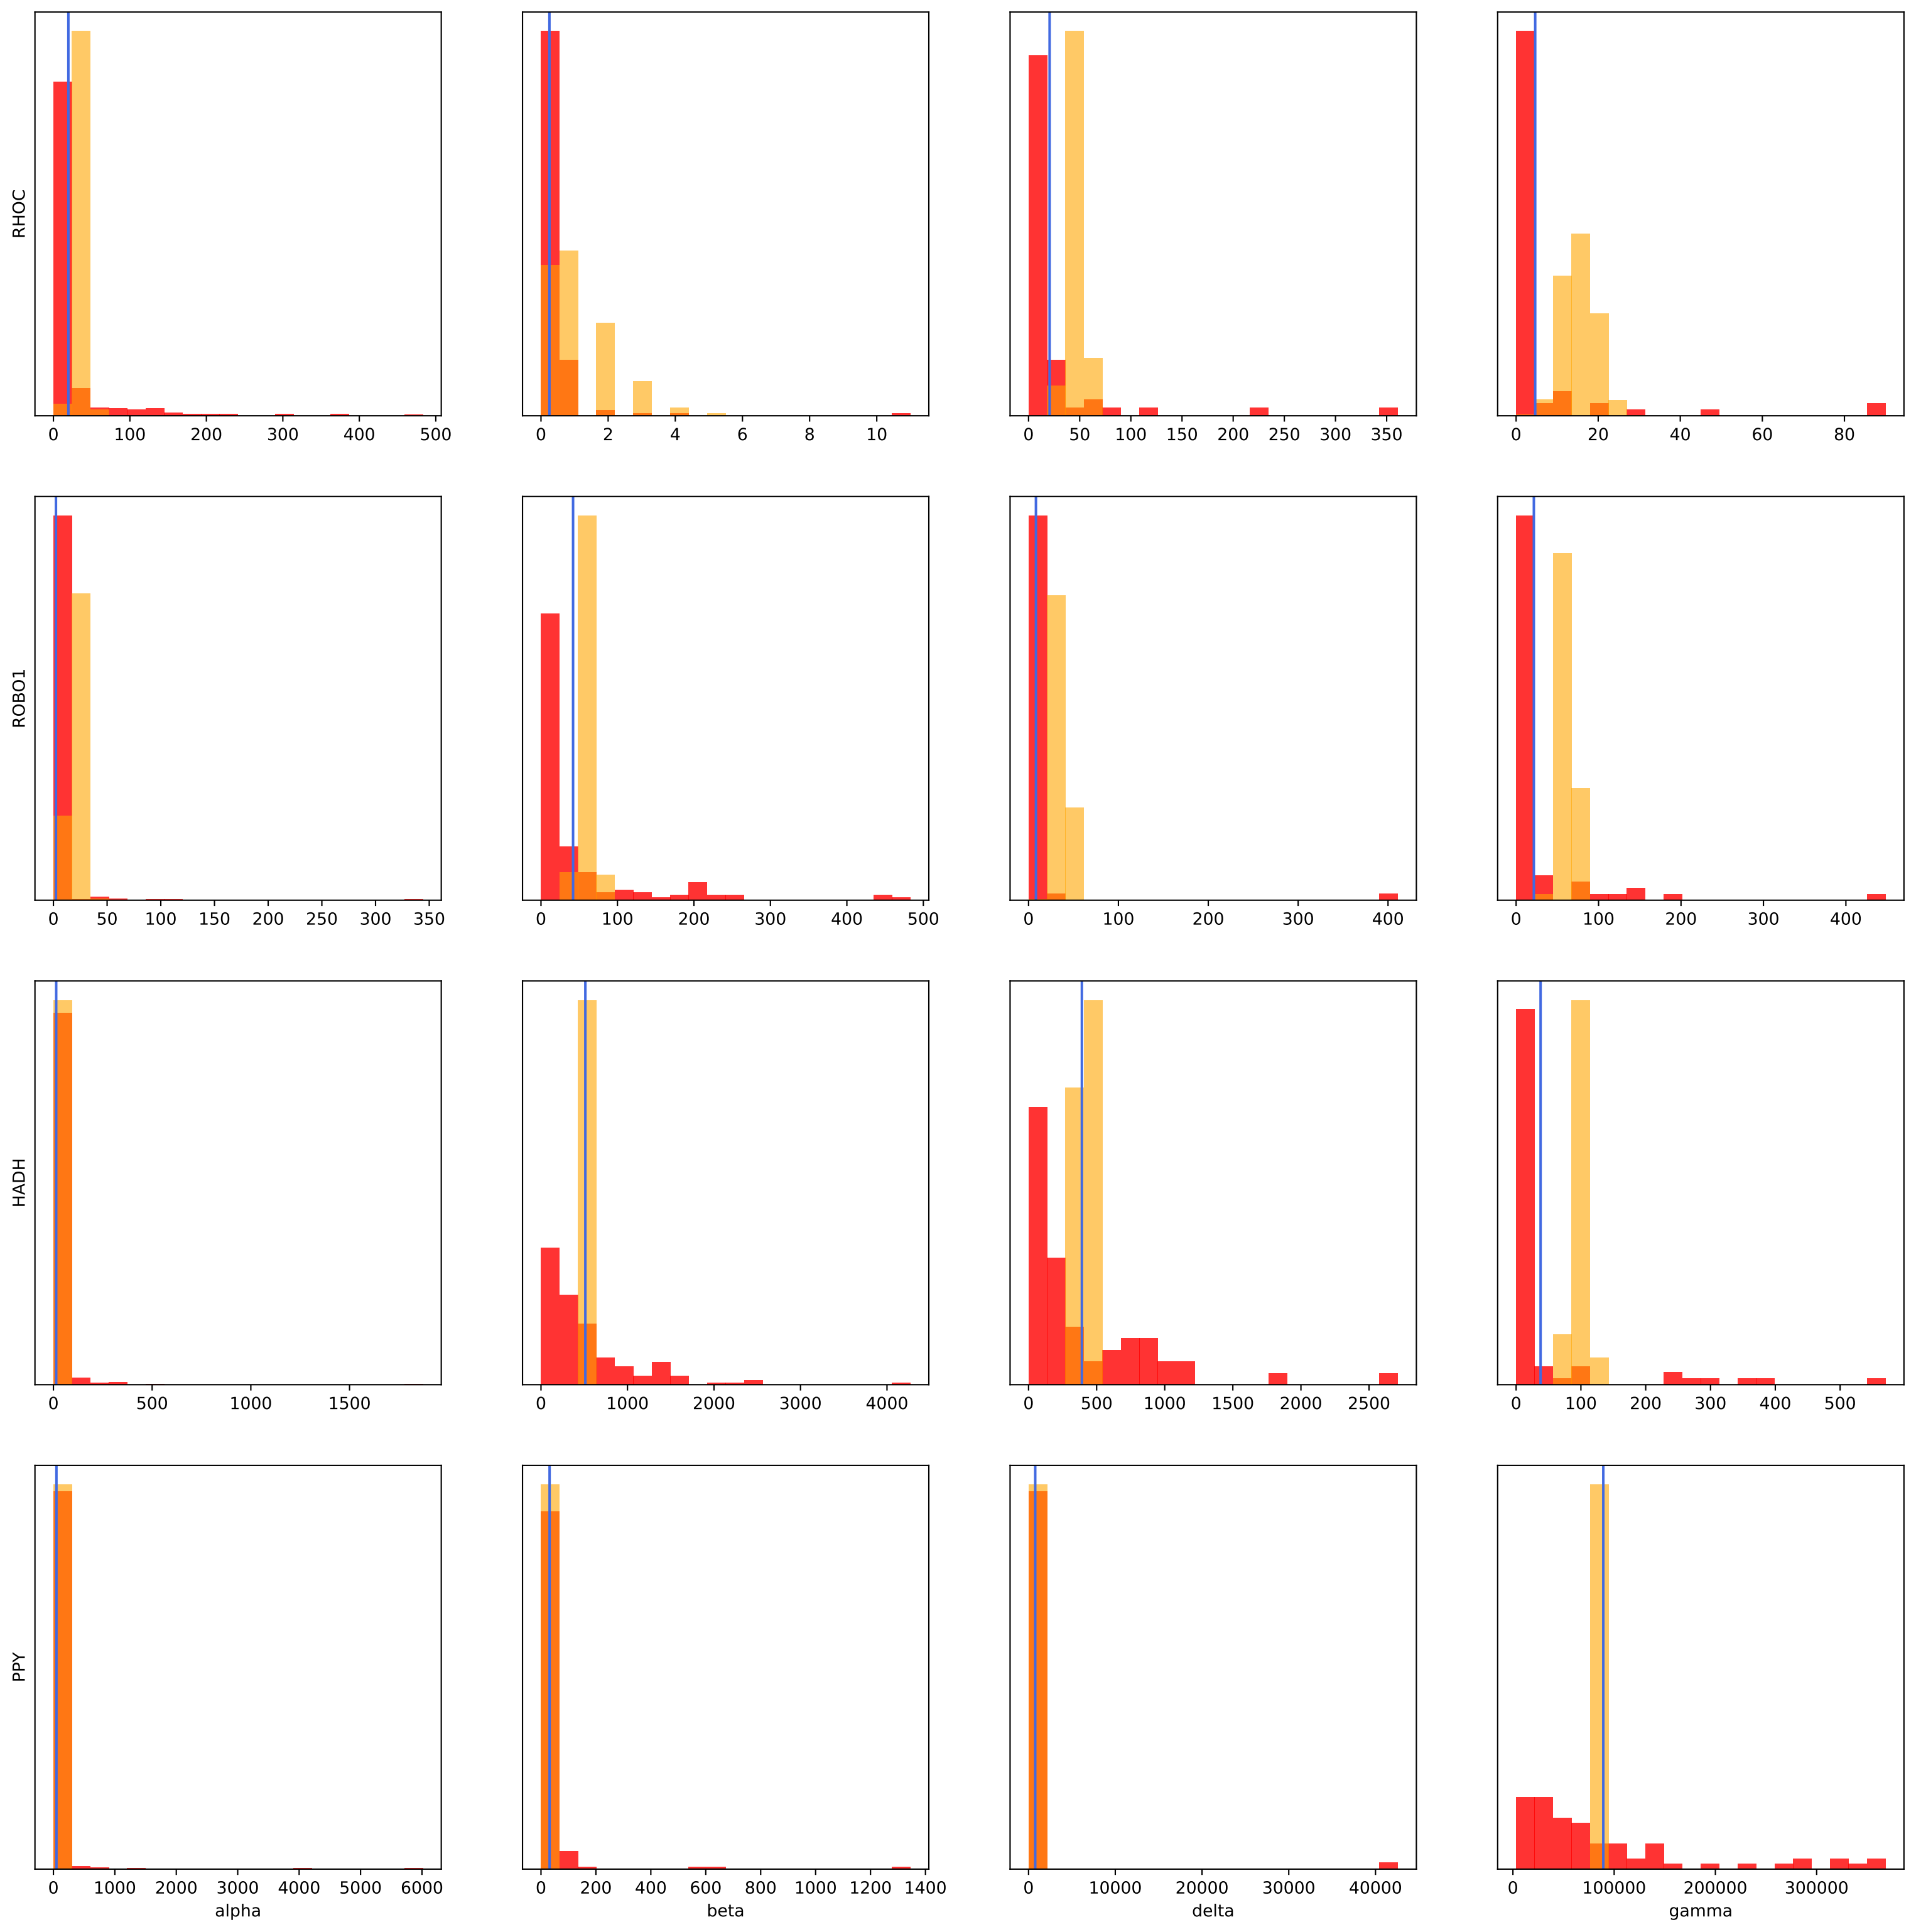 RHOC
0 100 200 300 400 500
0 2 4 6 8 10
0 50 100 150 200 250 300 350
0 20 40 60 80
ROBO1
0 50 100 150 200 250 300 350
0 100 200 300 400 500
0 100 200 300 400
0 100 200 300 400
HADH
0 500 1000 1500
0 1000 2000 3000 4000
0 500 1000 1500 2000 2500
0 100 200 300 400 500
PPY
0 1000 2000 3000 4000 5000 6000
0 200 400 600 800 1000 1200 1400
0 10000 20000 30000 40000
0 100000 200000 300000
alpha
beta
delta
gamma